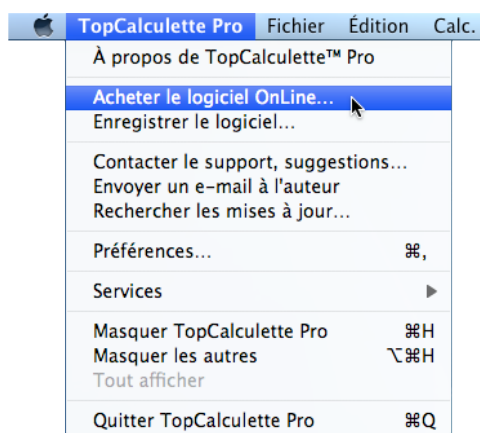 TopCalculette Pro Fichier Édition Calc.
À propos de TopCalculette™ Pro
Acheter le logiciel OnLine...
Enregistrer le logiciel...
Contacter le support, suggestions...
Envoyer un e-mail à l'auteur
Rechercher les mises à jour...
Préférences... ⌘,
Services ▶
Masquer TopCalculette Pro ⌘H
Masquer les autres ⌥⌘H
Tout afficher
Quitter TopCalculette Pro ⌘Q